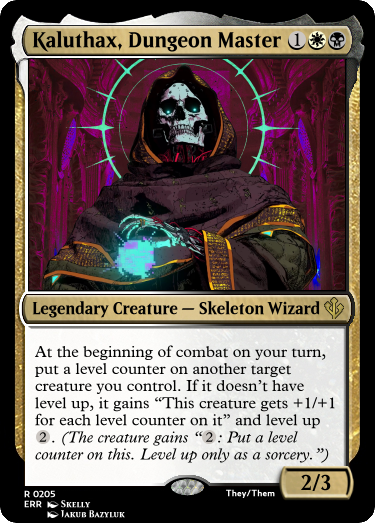 Kaluthax, Dungeon Master 1
Legendary Creature — Skeleton Wizard
At the beginning of combat on your turn,
put a level counter on another target
creature you control. If it doesn't have
level up, it gains “This creature gets +1/+1
for each level counter on it” and level up
2. (The creature gains “2: Put a level
counter on this. Level up only as a sorcery.”)
2/3
R 0205
ERR Skelly
Jakub Bazyluk
They/Them